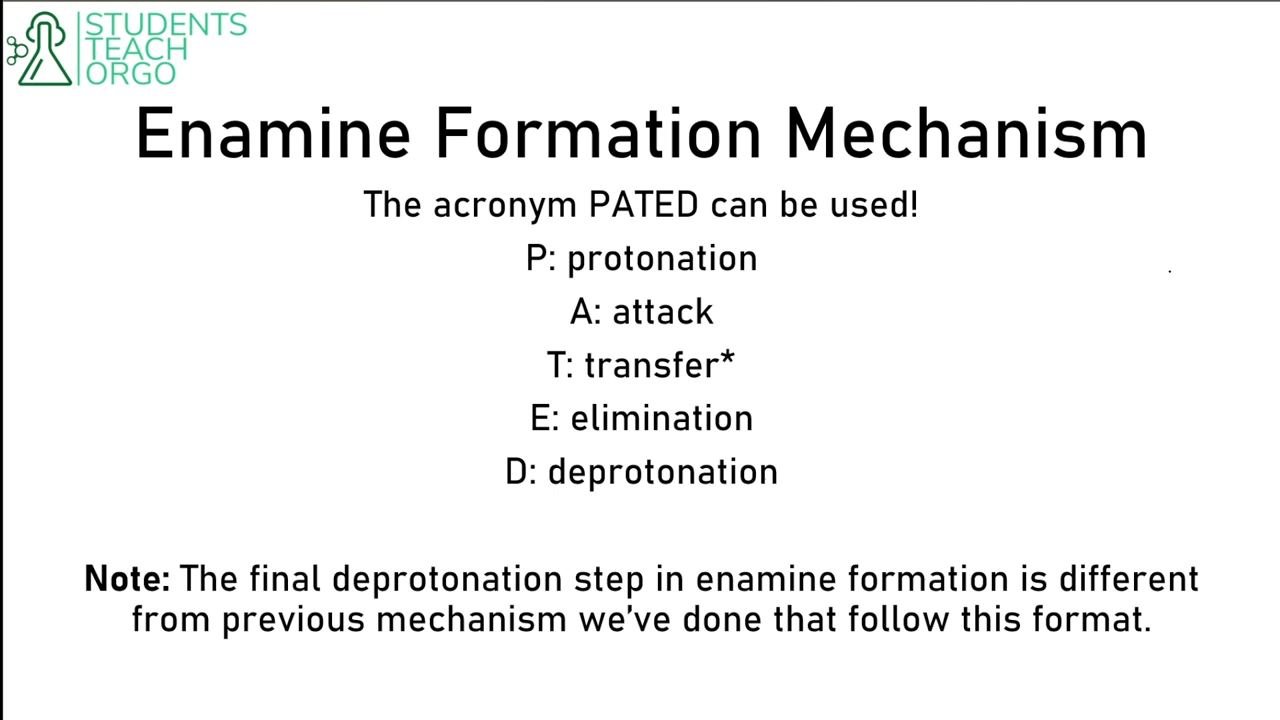 STUDENTS
TEACH
ORGO
Enamine Formation Mechanism
The acronym PATED can be used!
P: protonation
A: attack
T: transfer*
E: elimination
D: deprotonation
Note: The final deprotonation step in enamine formation is different
from previous mechanism we've done that follow this format.